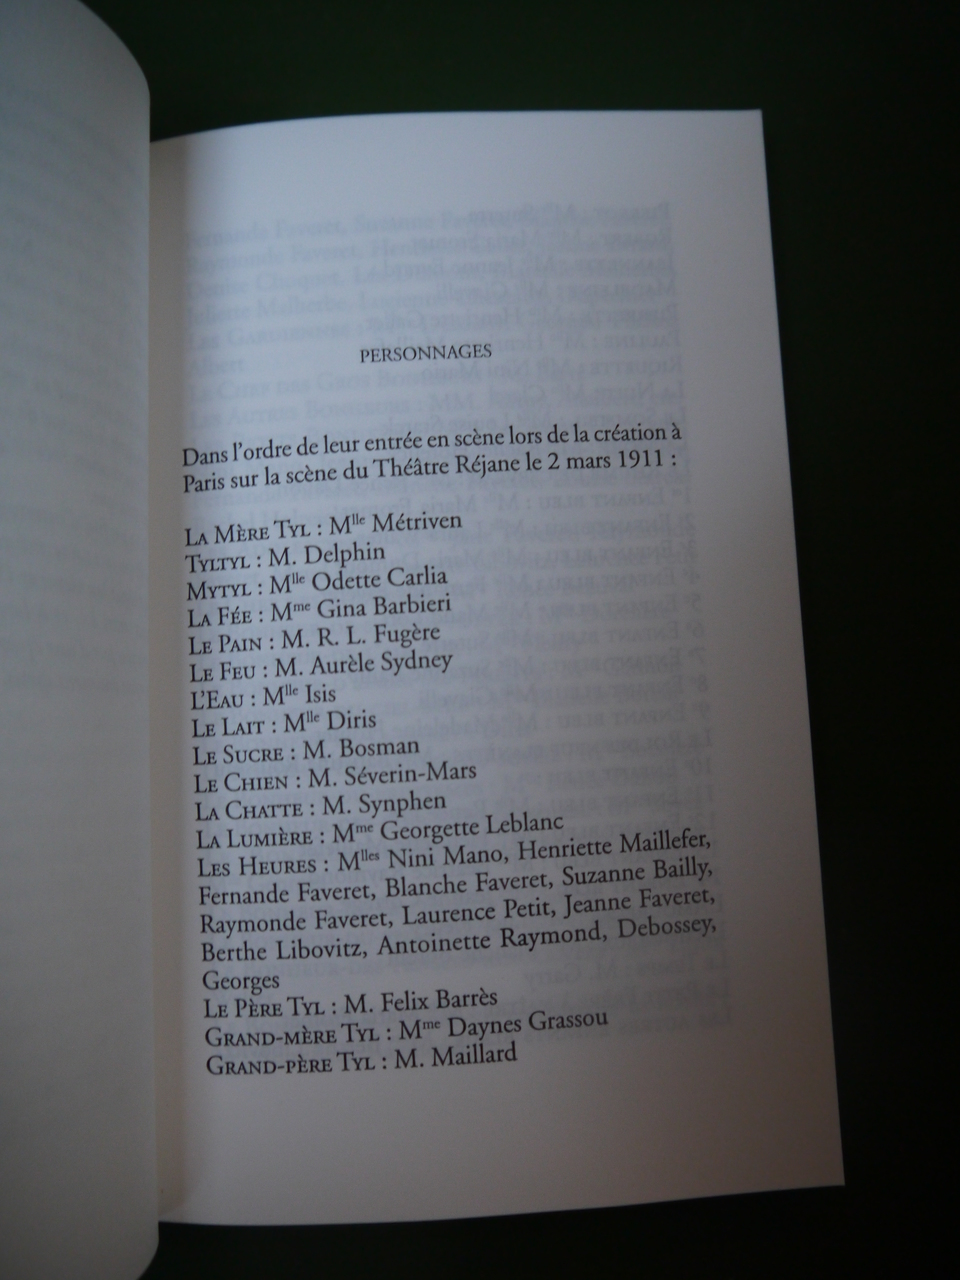 PERSONNAGES
Dans l'ordre de leur entrée en scène lors de la création à
Paris sur la scène du Théâtre Réjane le 2 mars 1911 :
La Mère Tyl : Mlle Métriven
Tyltyl : M. Delphin
Mytyl : Mlle Odette Carlia
La Fée : Mme Gina Barbieri
Le Pain : M. R. L. Fugère
Le Feu : M. Aurèle Sydney
L'Eau : Mlle Isis
Le Lait : Mlle Diris
Le Sucre : M. Bosman
Le Chien : M. Séverin-Mars
La Chatte : M. Synphen
La Lumière : Mme Georgette Leblanc
Les Heures : Mlles Nini Mano, Henriette Maillefer,
Fernande Faveret, Blanche Faveret, Suzanne Bailly,
Raymonde Faveret, Laurence Petit, Jeanne Faveret,
Berthe Libovitz, Antoinette Raymond, Debossey,
Georges
Le Père Tyl : M. Felix Barrès
Grand-mère Tyl : Mme Daynes Grassou
Grand-père Tyl : M. Maillard